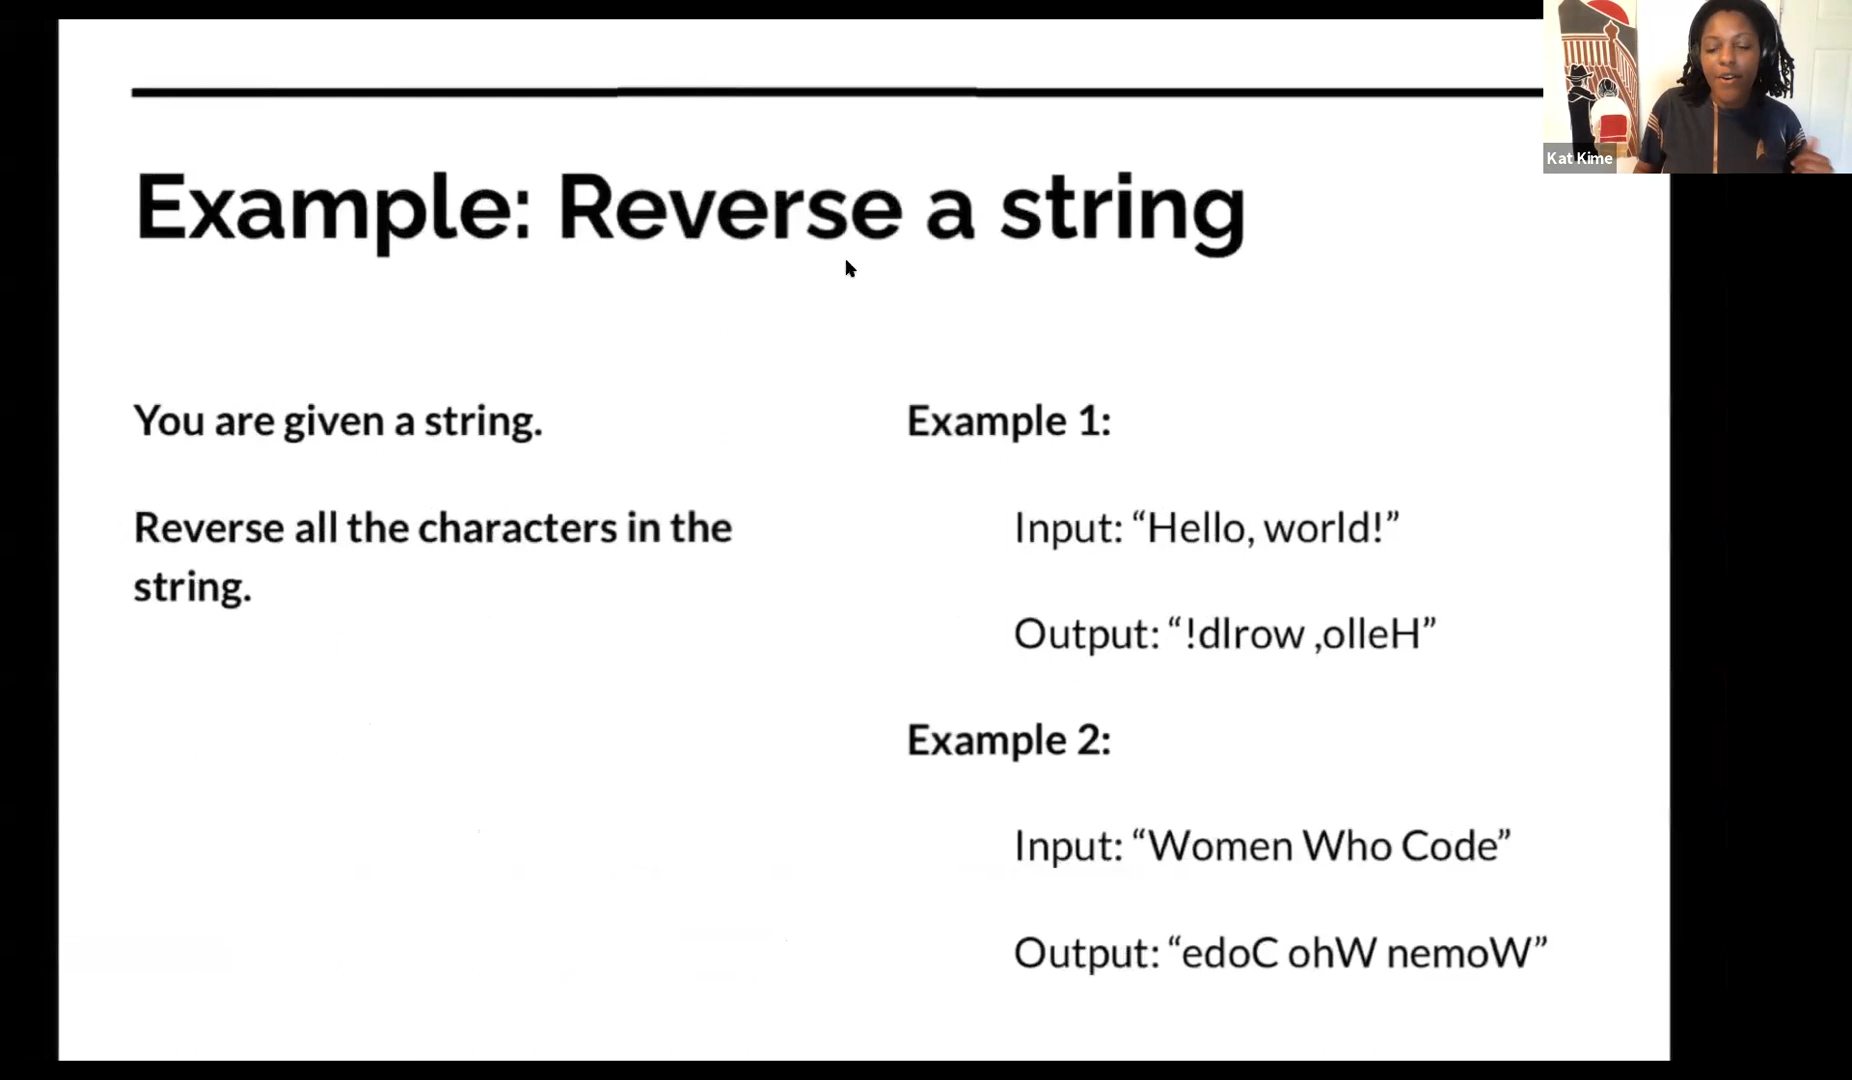 Example: Reverse a string
You are given a string.
Reverse all the characters in the
string.
Example 1:
Input: “Hello, world!”
Output: “!dlrow ,olleH”
Example 2:
Input: “Women Who Code”
Output: “edoC ohW nemoW”
Kat Kime